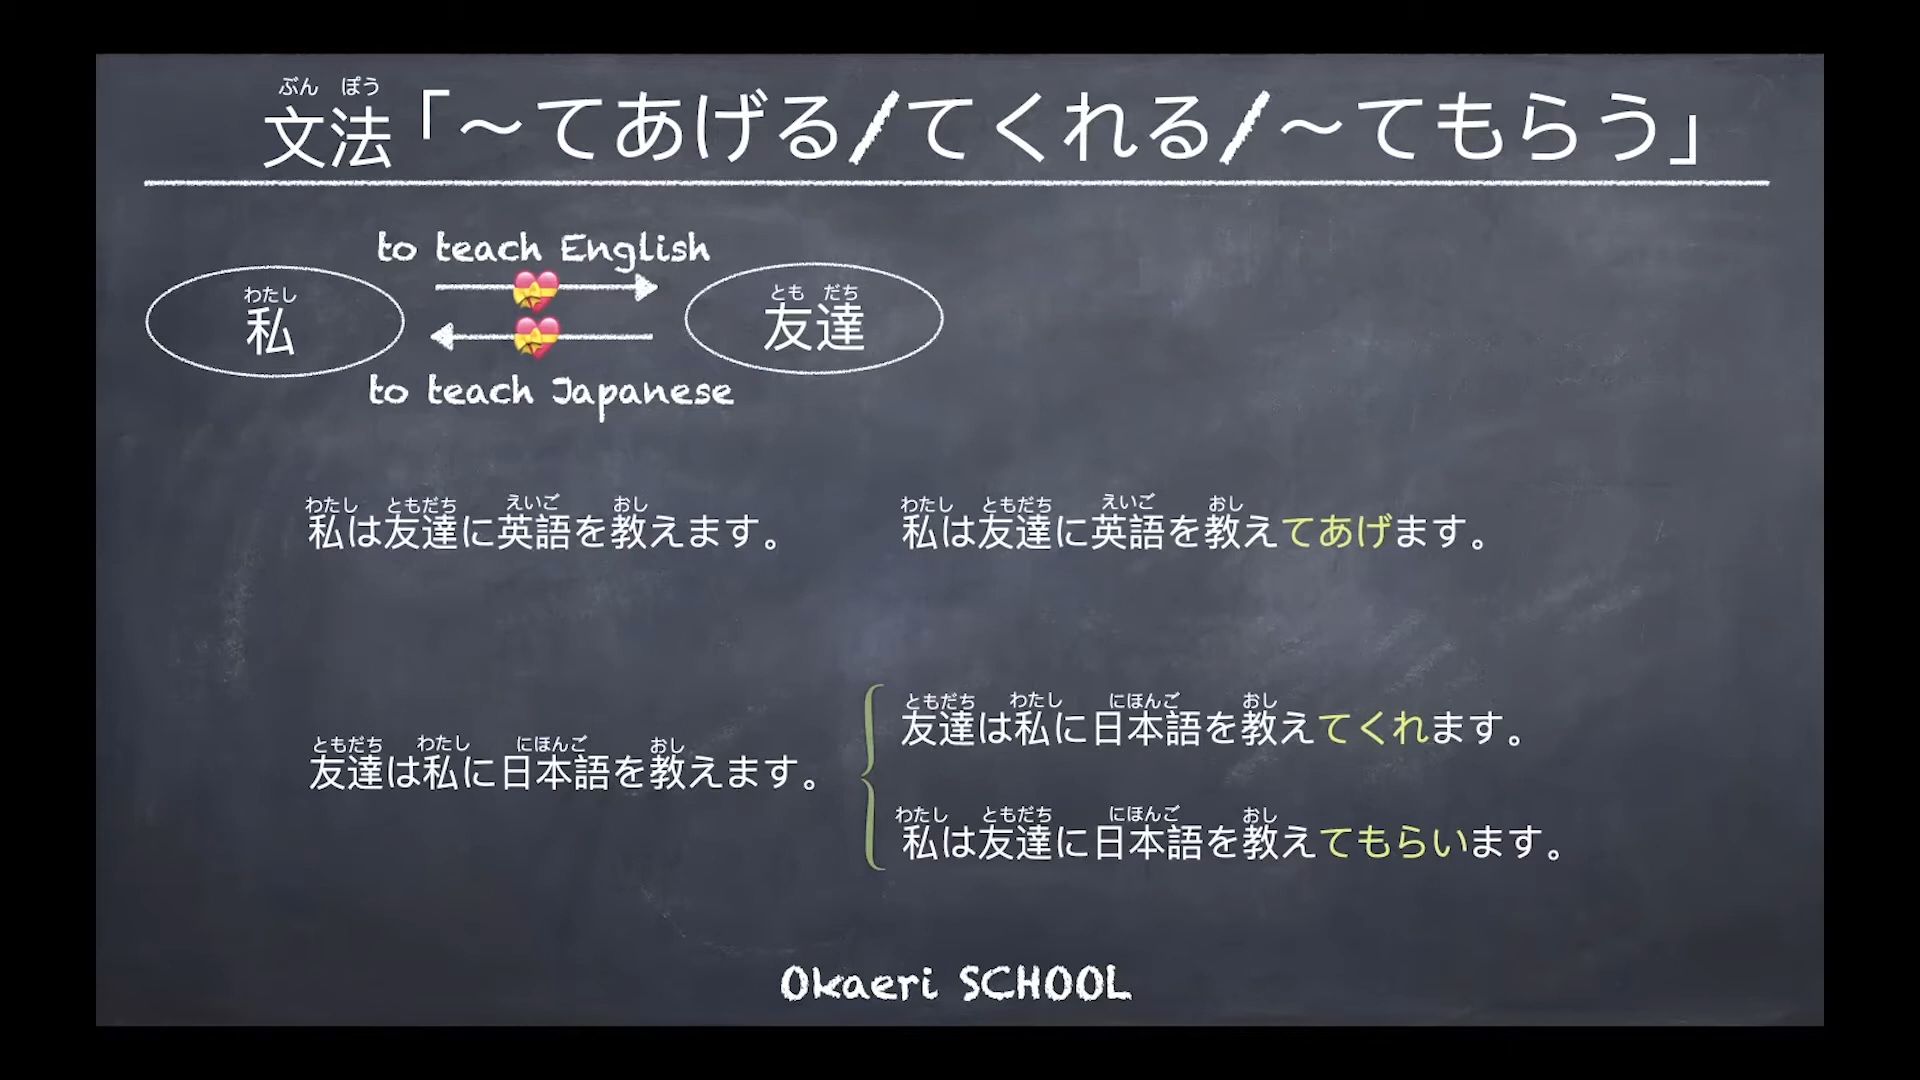 ぶん ぽう
文法「～てあげる/てくれる/～てもらう」
to teach English
わたし
私
とも だち
友達
to teach Japanese
わたし ともだち えいご おし
私は友達に英語を教えます。
わたし ともだち えいご おし
私は友達に英語を教えてあげます。
ともだち わたし にほんご おし
友達は私に日本語を教えます。
ともだち わたし にほんご おし
友達は私に日本語を教えてくれます。
わたし ともだち にほんご おし
私は友達に日本語を教えてもらいます。
Okaeri SCHOOL